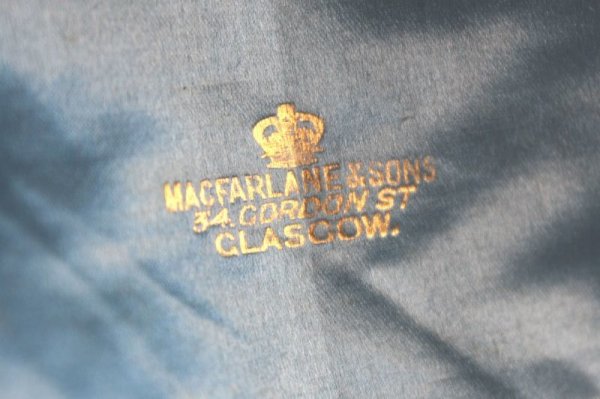 MACFARLANE & SONS
34. GORDON ST
GLASGOW.